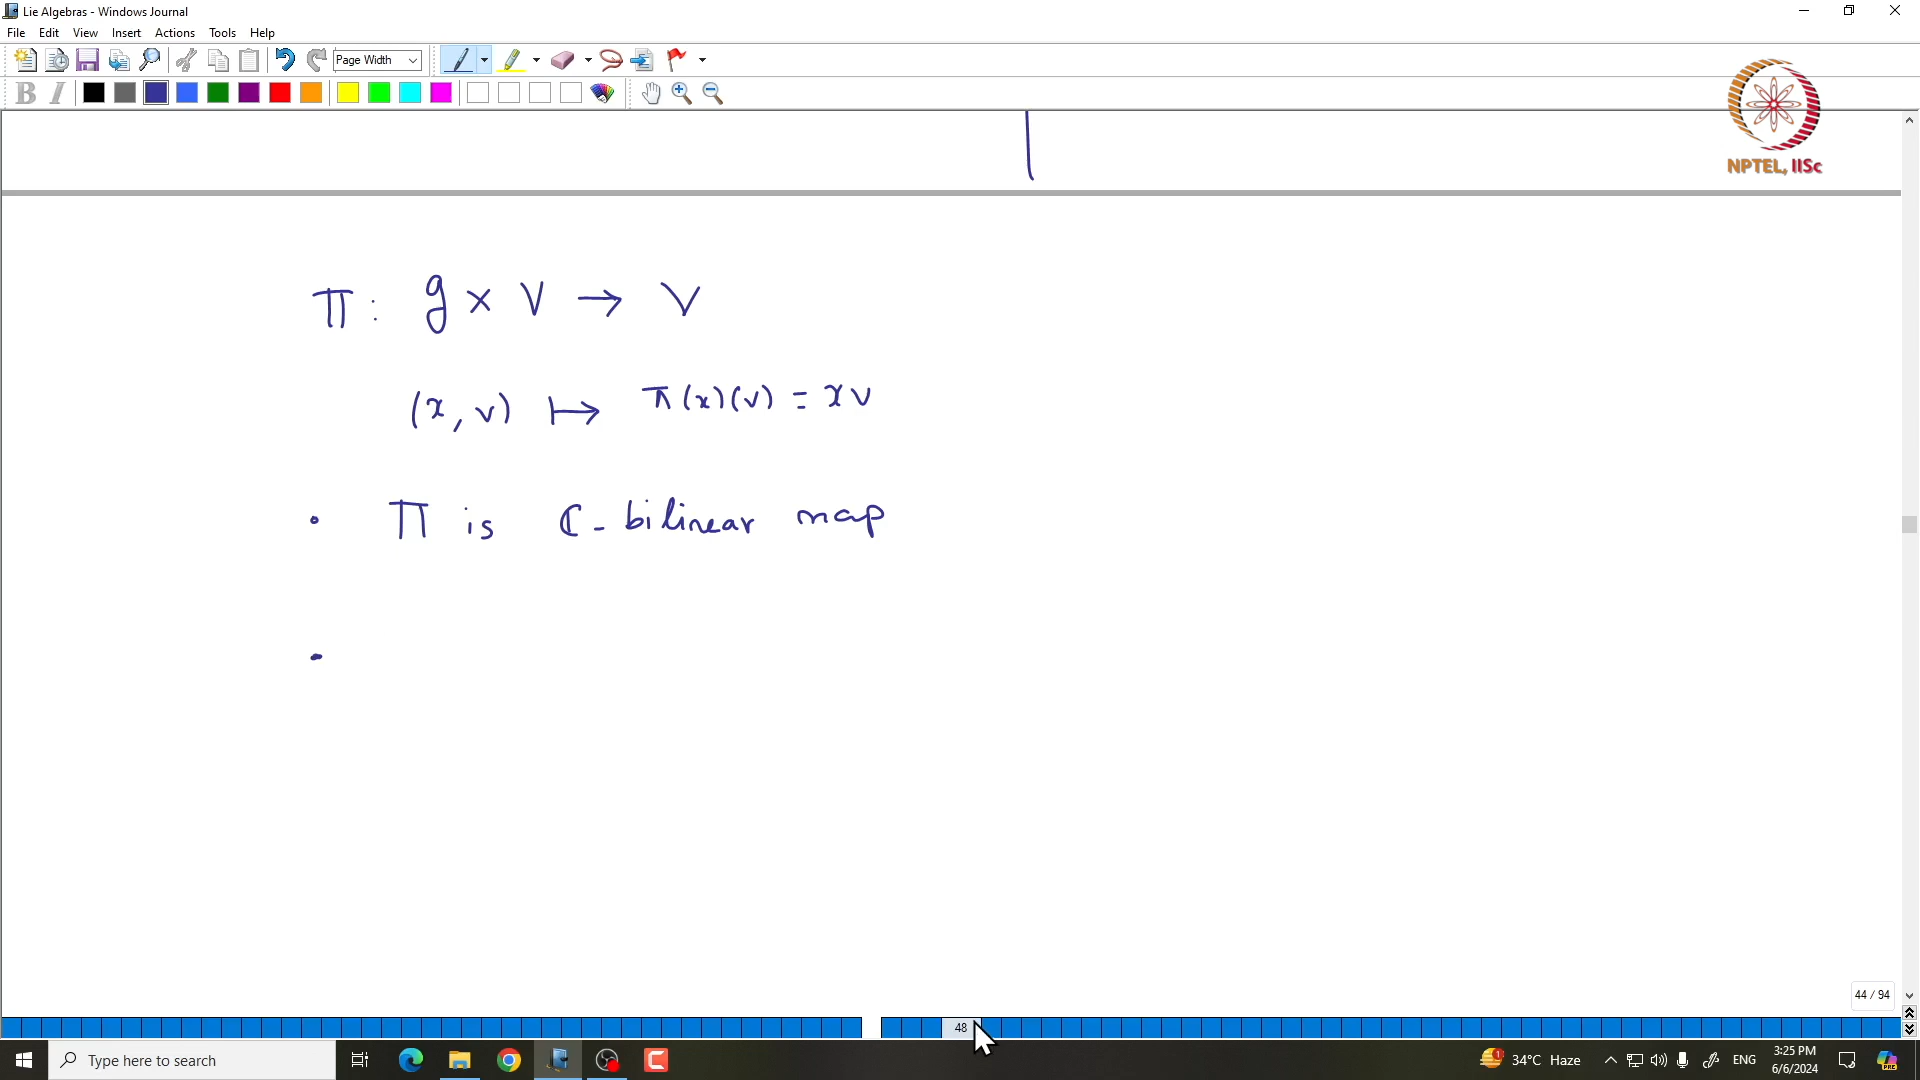 Lie Algebras - Windows Journal
File Edit View Insert Actions Tools Help
Page Width
B I
NPTEL, IISc
Π : g × V → V
(x, v) ↦ π(x)(v) = xv
• Π is ℂ-bilinear map
•
44 / 94
48
Type here to search
34°C Haze
ENG
3:25 PM
6/6/2024